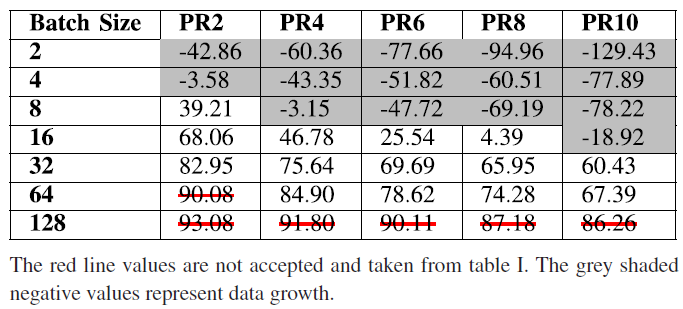 Batch Size PR2 PR4 PR6 PR8 PR10
2 -42.86 -60.36 -77.66 -94.96 -129.43
4 -3.58 -43.35 -51.82 -60.51 -77.89
8 39.21 -3.15 -47.72 -69.19 -78.22
16 68.06 46.78 25.54 4.39 -18.92
32 82.95 75.64 69.69 65.95 60.43
64 90.08 84.90 78.62 74.28 67.39
128 93.08 91.80 90.11 87.18 86.26
The red line values are not accepted and taken from table I. The grey shaded
negative values represent data growth.